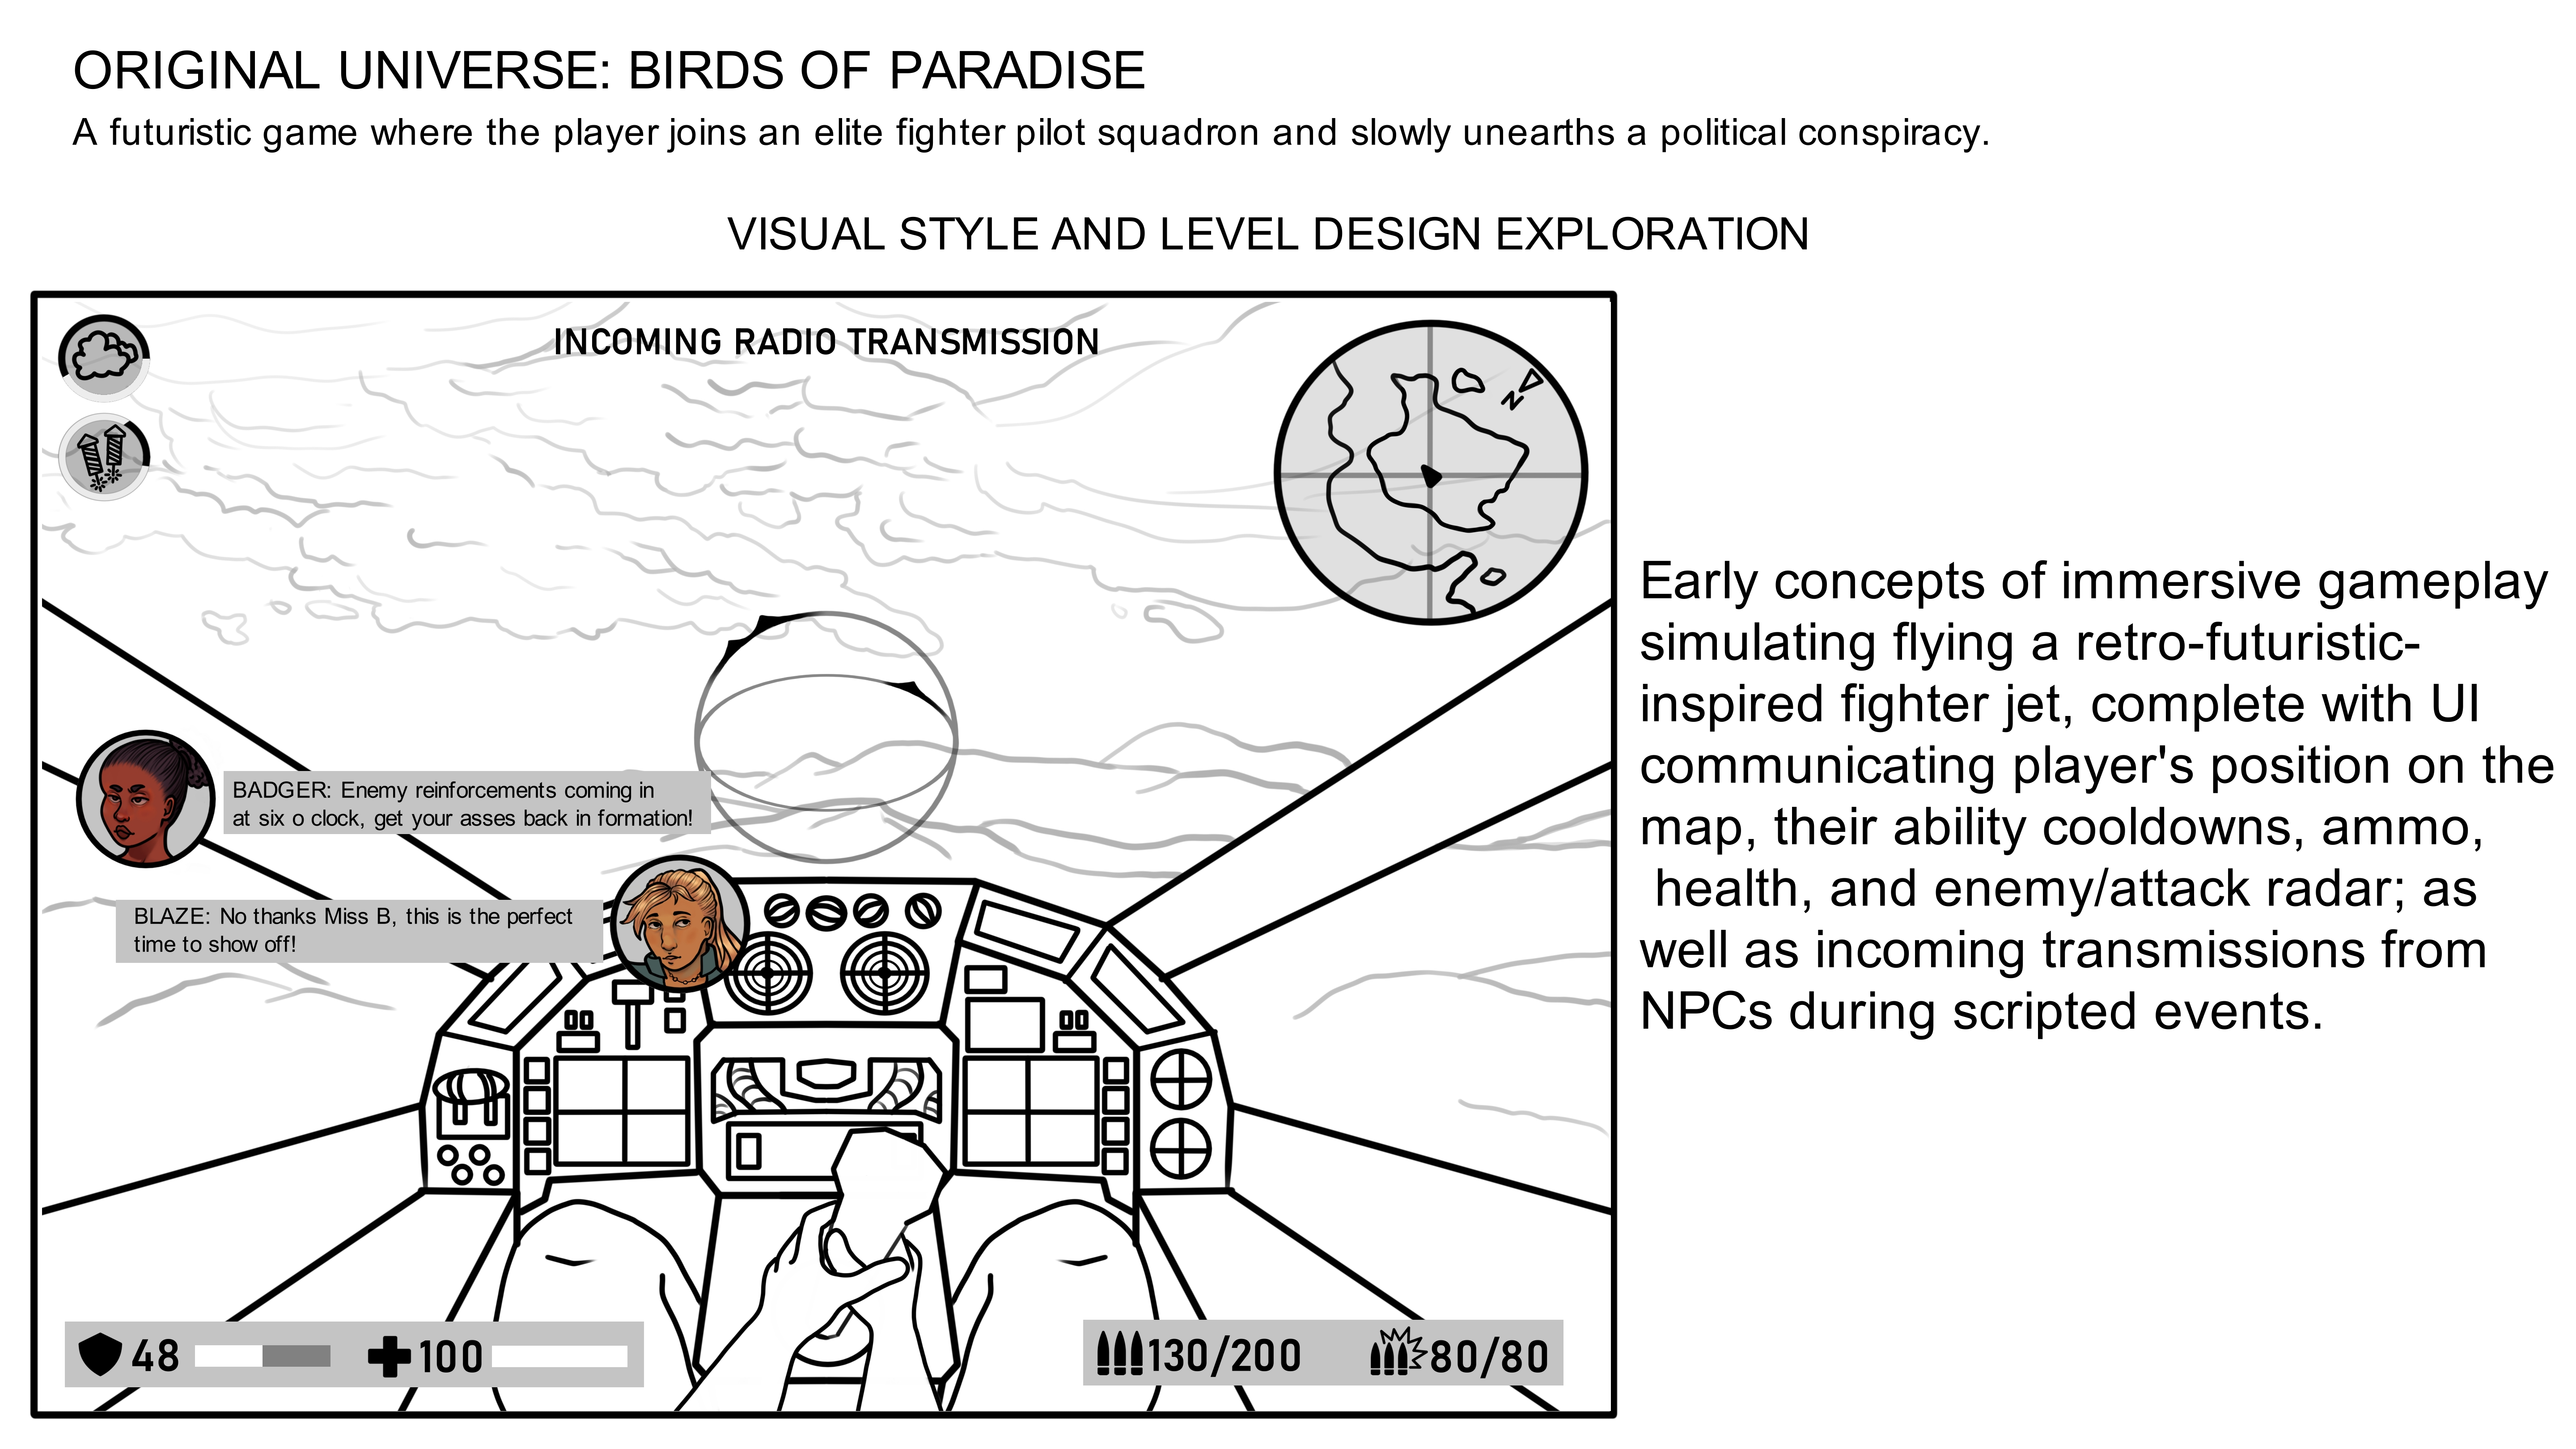 ORIGINAL UNIVERSE: BIRDS OF PARADISE
A futuristic game where the player joins an elite fighter pilot squadron and slowly unearths a political conspiracy.
VISUAL STYLE AND LEVEL DESIGN EXPLORATION
INCOMING RADIO TRANSMISSION
N
BADGER: Enemy reinforcements coming in
at six o clock, get your asses back in formation!
BLAZE: No thanks Miss B, this is the perfect
time to show off!
48
100
130/200
80/80
Early concepts of immersive gameplay
simulating flying a retro-futuristic-
inspired fighter jet, complete with UI
communicating player's position on the
map, their ability cooldowns, ammo,
health, and enemy/attack radar; as
well as incoming transmissions from
NPCs during scripted events.